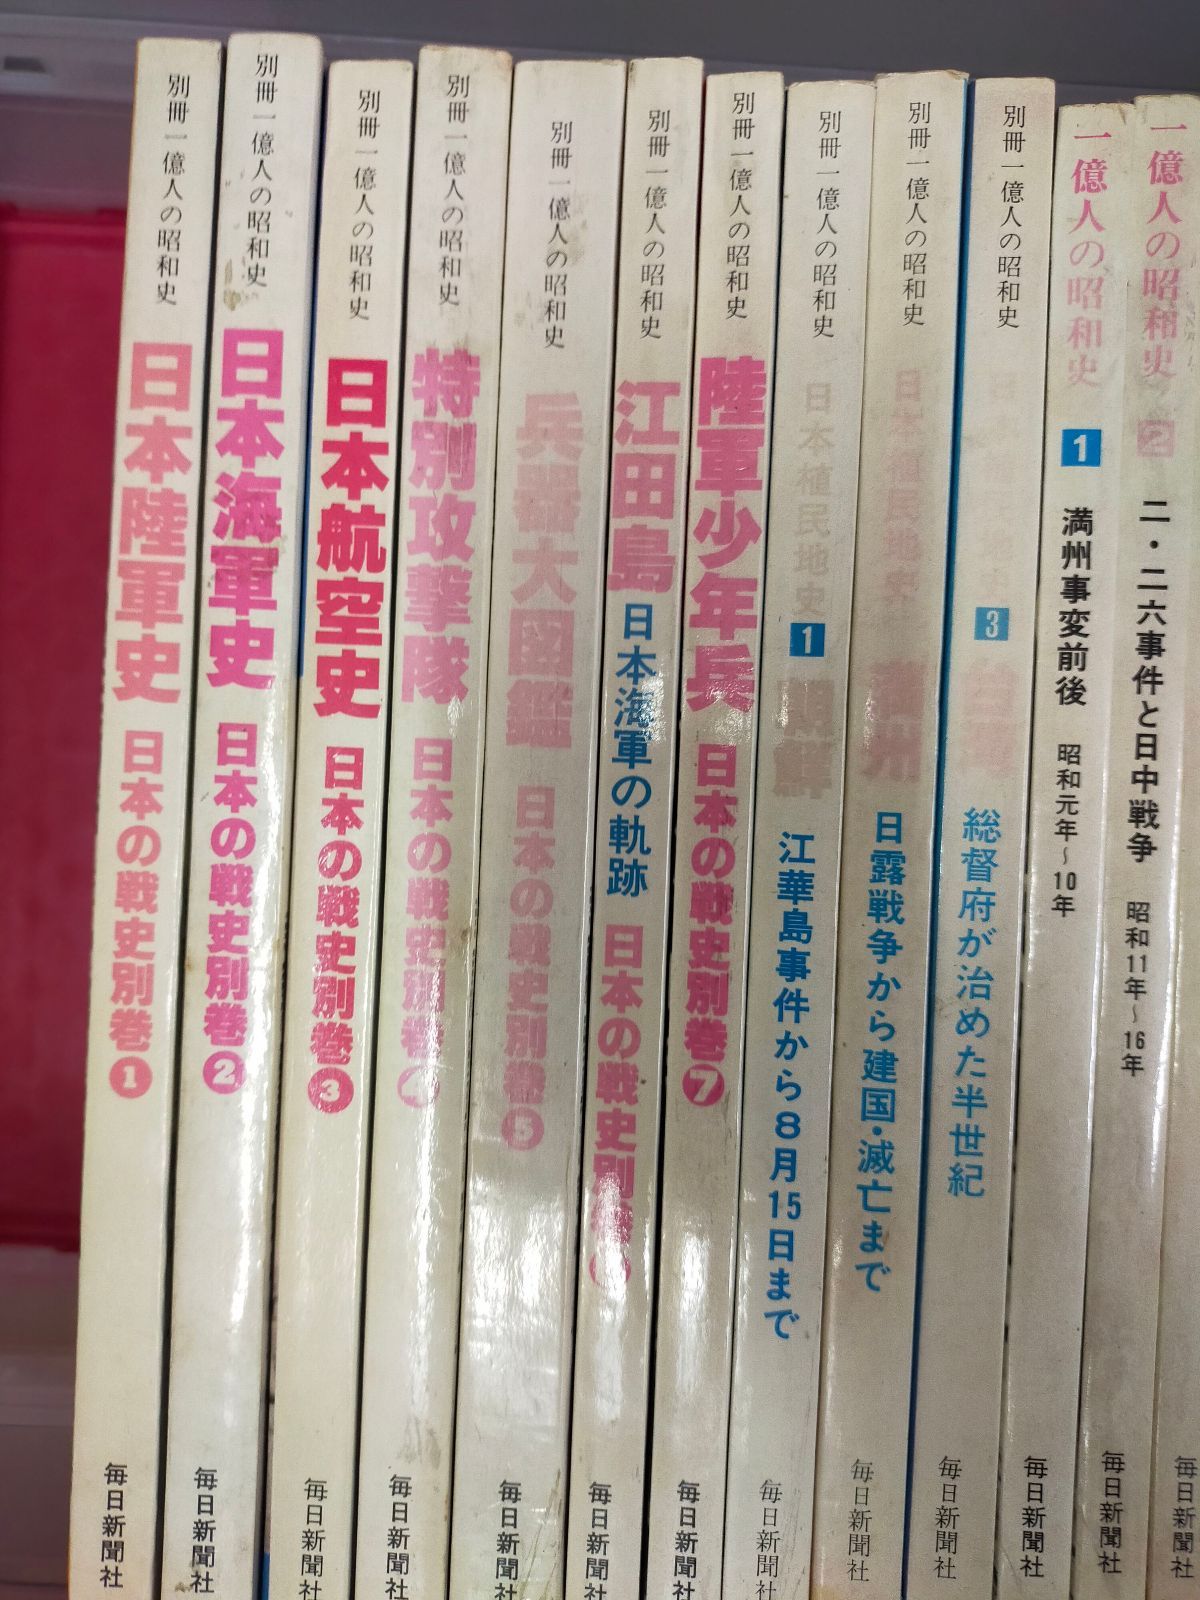 別冊一億人の昭和史 日本陸軍史 日本の戦史別巻1 毎日新聞社
別冊一億人の昭和史 日本海軍史 日本の戦史別巻2 毎日新聞社
別冊一億人の昭和史 日本航空史 日本の戦史別巻3 毎日新聞社
別冊一億人の昭和史 特別攻撃隊 日本の戦史別巻4 毎日新聞社
別冊一億人の昭和史 兵器大図鑑 日本の戦史別巻5 毎日新聞社
別冊一億人の昭和史 江田島 日本海軍の軌跡 日本の戦史別巻 毎日新聞社
別冊一億人の昭和史 陸軍少年兵 日本の戦史別巻7 毎日新聞社
別冊一億人の昭和史 日本植民地史 1 朝鮮 江華島事件から8月15日まで 毎日新聞社
別冊一億人の昭和史 日本植民地史 満州 日露戦争から建国・滅亡まで 毎日新聞社
別冊一億人の昭和史 3 総督府が治めた半世紀 毎日新聞社
一億人の昭和史 1 満州事変前後 昭和元年~10年 毎日新聞社
一億人の昭和史 2 二・二六事件と日中戦争 昭和11年~16年 毎日新聞社
毎日新聞社